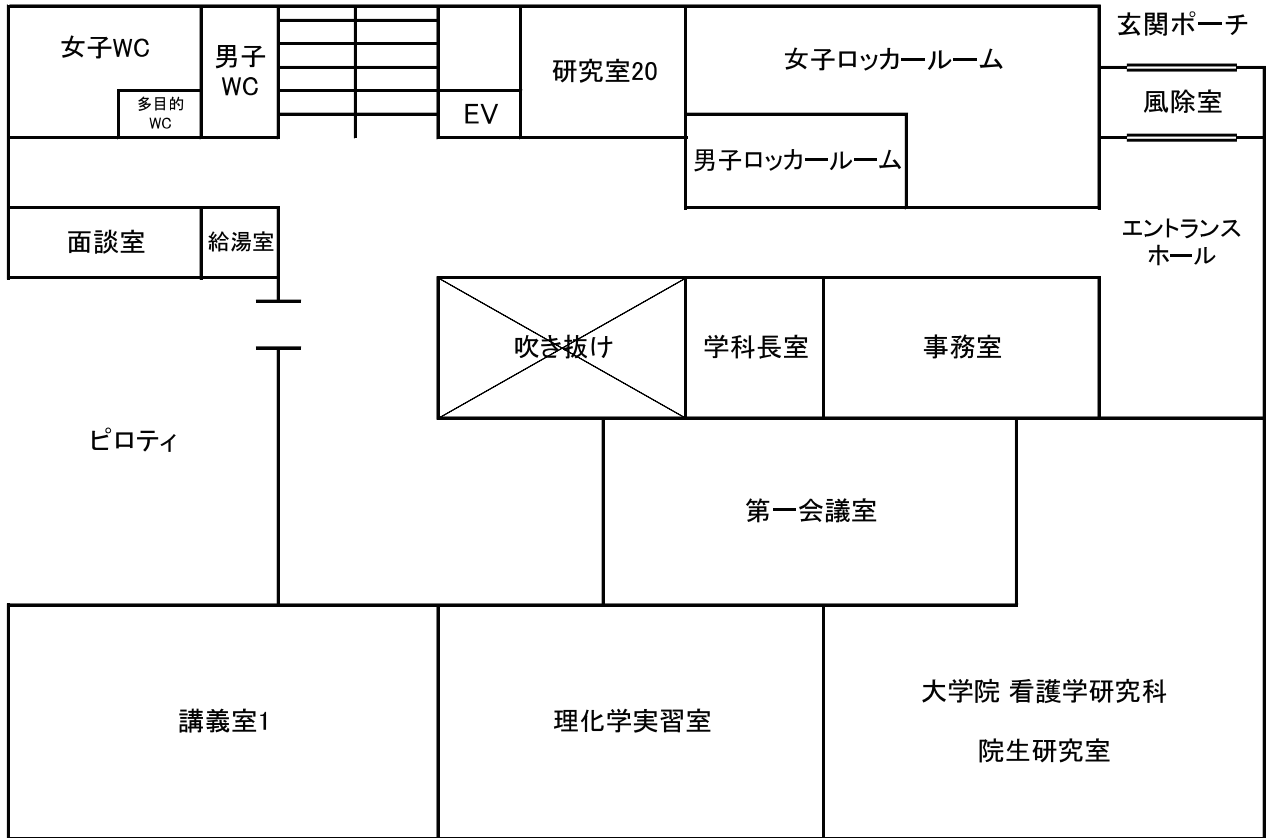 玄関ポーチ
女子WC
男子
WC
多目的
WC
EV
研究室20
女子ロッカールーム
男子ロッカールーム
風除室
面談室
給湯室
エントランス
ホール
吹き抜け
学科長室
事務室
ピロティ
第一会議室
講義室1
理化学実習室
大学院 看護学研究科
院生研究室